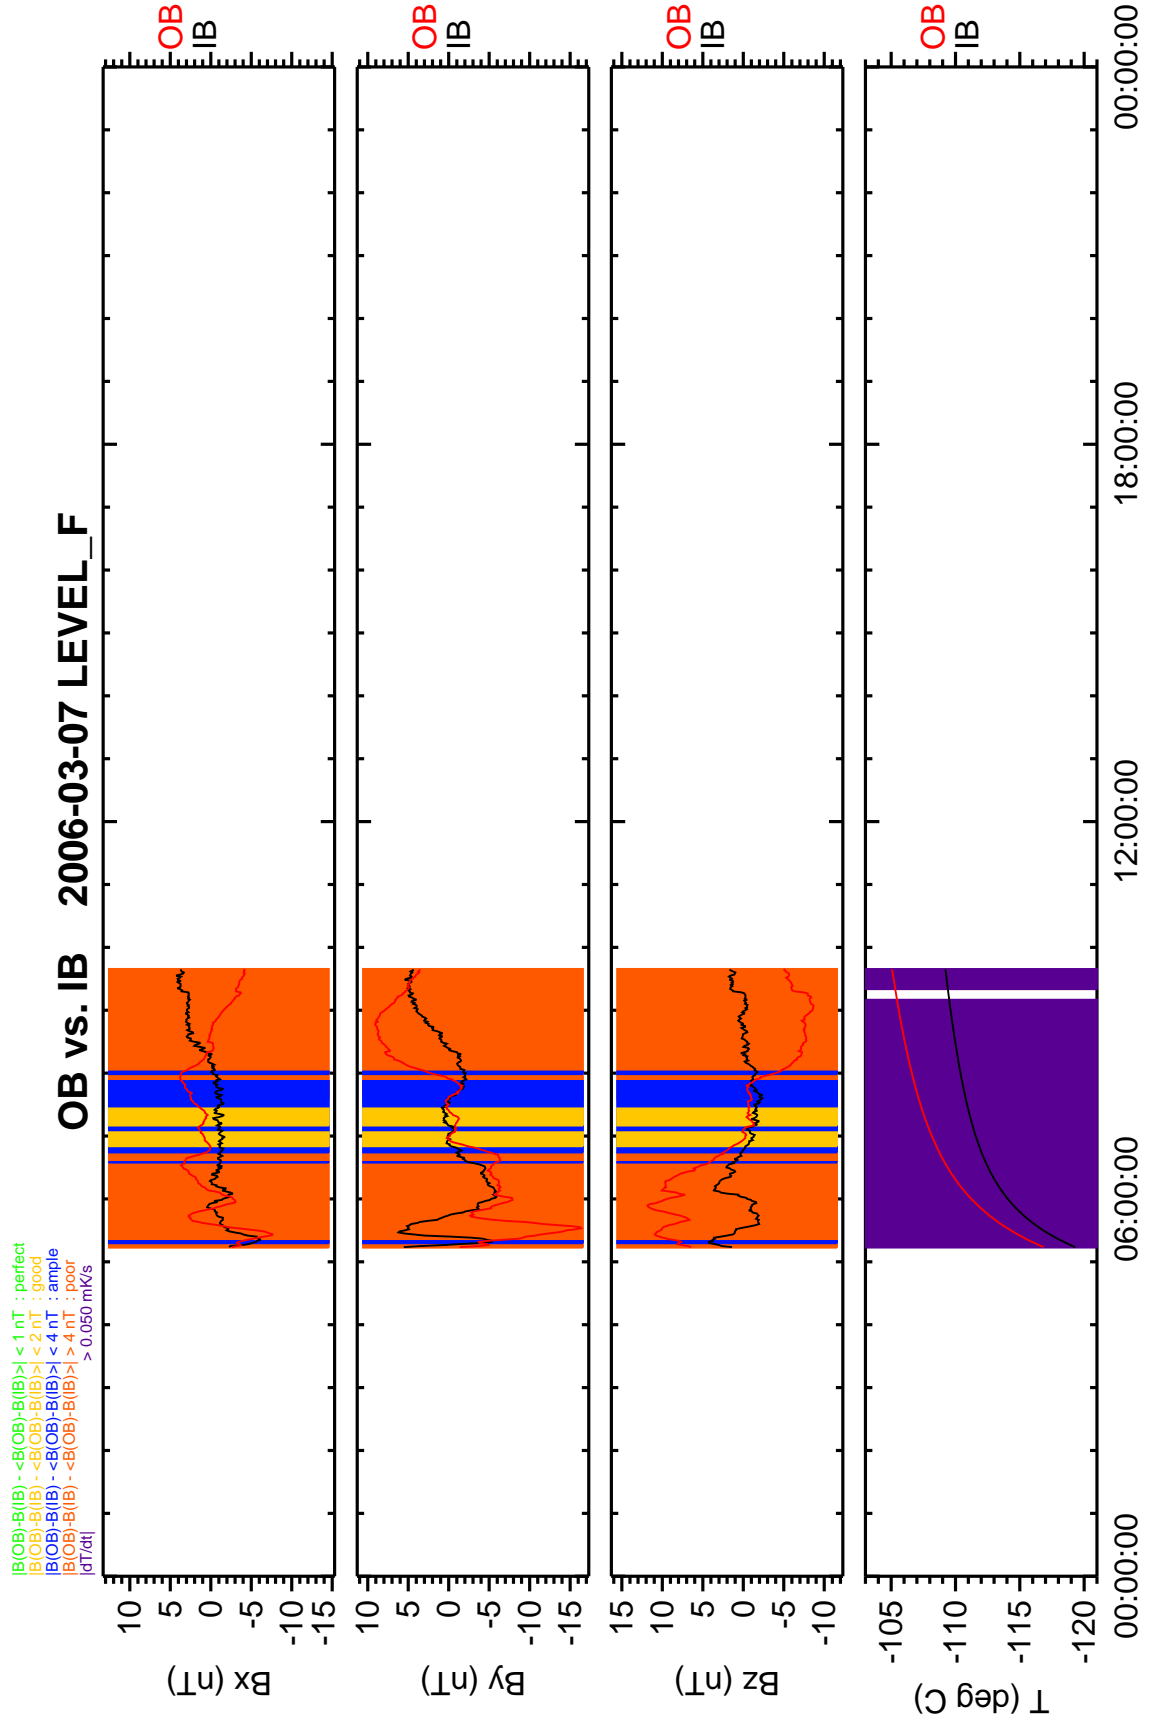 OB vs. IB 2006-03-07 LEVEL_F
|B(OB)-B(IB) - <B(OB)-B(IB)>| < 1 nT : perfect
|B(OB)-B(IB) - <B(OB)-B(IB)>| < 2 nT : good
|B(OB)-B(IB) - <B(OB)-B(IB)>| < 4 nT : ample
|B(OB)-B(IB) - <B(OB)-B(IB)>| > 4 nT : poor
|dT/dt| > 0.050 mK/s
Bx (nT)
10
5
0
-5
-10
-15
OB
IB
By (nT)
10
5
0
-5
-10
-15
OB
IB
Bz (nT)
15
10
5
0
-5
-10
OB
IB
T (deg C)
-105
-110
-115
-120
OB
IB
00:00:00 06:00:00 12:00:00 18:00:00 00:00:00